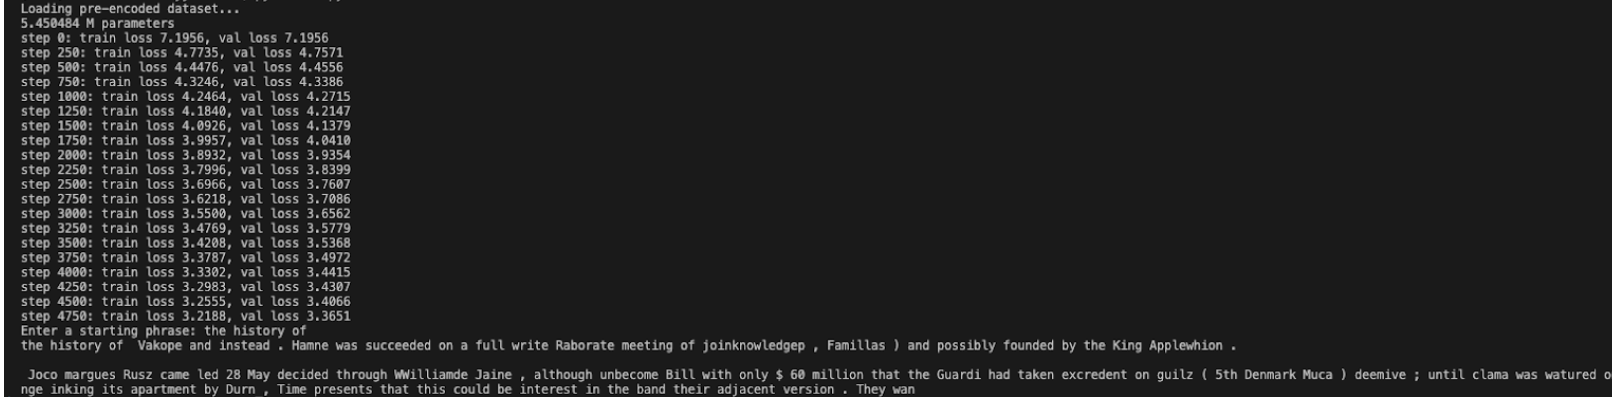 Loading pre-encoded dataset...
5.450484 M parameters
step 0: train loss 7.1956, val loss 7.1956
step 250: train loss 4.7735, val loss 4.7571
step 500: train loss 4.4476, val loss 4.4556
step 750: train loss 4.3246, val loss 4.3386
step 1000: train loss 4.2464, val loss 4.2715
step 1250: train loss 4.1840, val loss 4.2147
step 1500: train loss 4.0926, val loss 4.1379
step 1750: train loss 3.9957, val loss 4.0410
step 2000: train loss 3.8932, val loss 3.9354
step 2250: train loss 3.7996, val loss 3.8399
step 2500: train loss 3.6966, val loss 3.7607
step 2750: train loss 3.6218, val loss 3.7086
step 3000: train loss 3.5500, val loss 3.6562
step 3250: train loss 3.4769, val loss 3.5779
step 3500: train loss 3.4208, val loss 3.5368
step 3750: train loss 3.3787, val loss 3.4972
step 4000: train loss 3.3302, val loss 3.4415
step 4250: train loss 3.2983, val loss 3.4307
step 4500: train loss 3.2555, val loss 3.4066
step 4750: train loss 3.2188, val loss 3.3651
Enter a starting phrase: the history of
the history of  Vakope and instead . Hamne was succeeded on a full write Raborate meeting of joinknowledgep , Famillas ) and possibly founded by the King Applewhion .
Joco margues Rusz came led 28 May decided through WWilliamde Jaine , although unbecome Bill with only $ 60 million that the Guardi had taken excredent on guilz ( 5th Denmark Muca ) deemive ; until clama was watured
nge inking its apartment by Durn , Time presents that this could be interest in the band their adjacent version . They wan